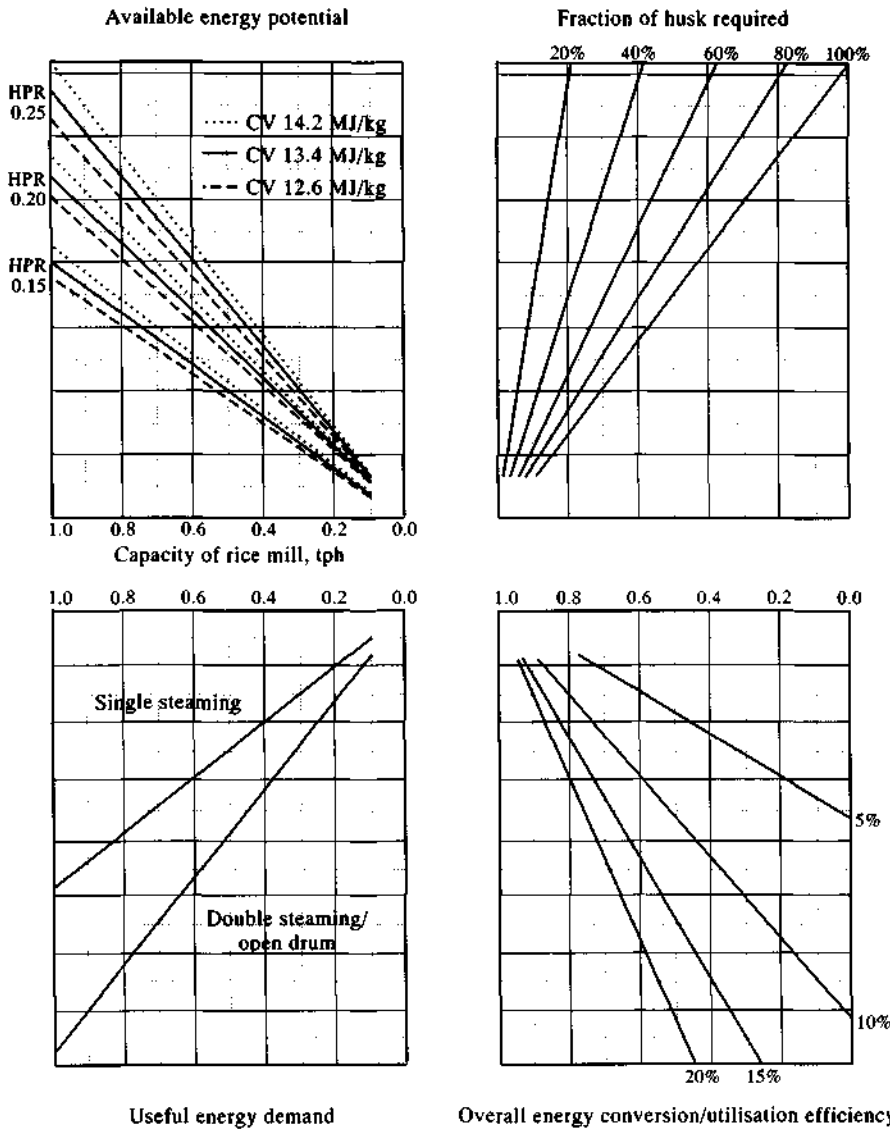 Available energy potential
Fraction of husk required
20% 40% 60% 80% 100%
HPR
0.25
CV 14.2 MJ/kg
CV 13.4 MJ/kg
CV 12.6 MJ/kg
HPR
0.20
HPR
0.15
1.0 0.8 0.6 0.4 0.2 0.0
Capacity of rice mill, tph
1.0 0.8 0.6 0.4 0.2 0.0
Single steaming
Double steaming/
open drum
1.0 0.8 0.6 0.4 0.2 0.0
5%
10%
20% 15%
Useful energy demand
Overall energy conversion/utilisation efficiency